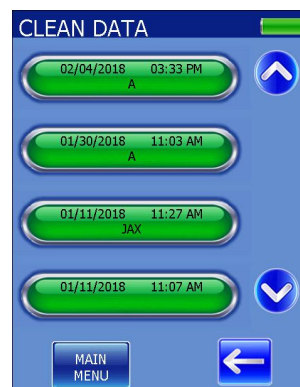 CLEAN DATA
02/04/2018 03:33 PM
A
01/30/2018 11:03 AM
A
01/11/2018 11:27 AM
JAX
01/11/2018 11:07 AM
MAIN
MENU